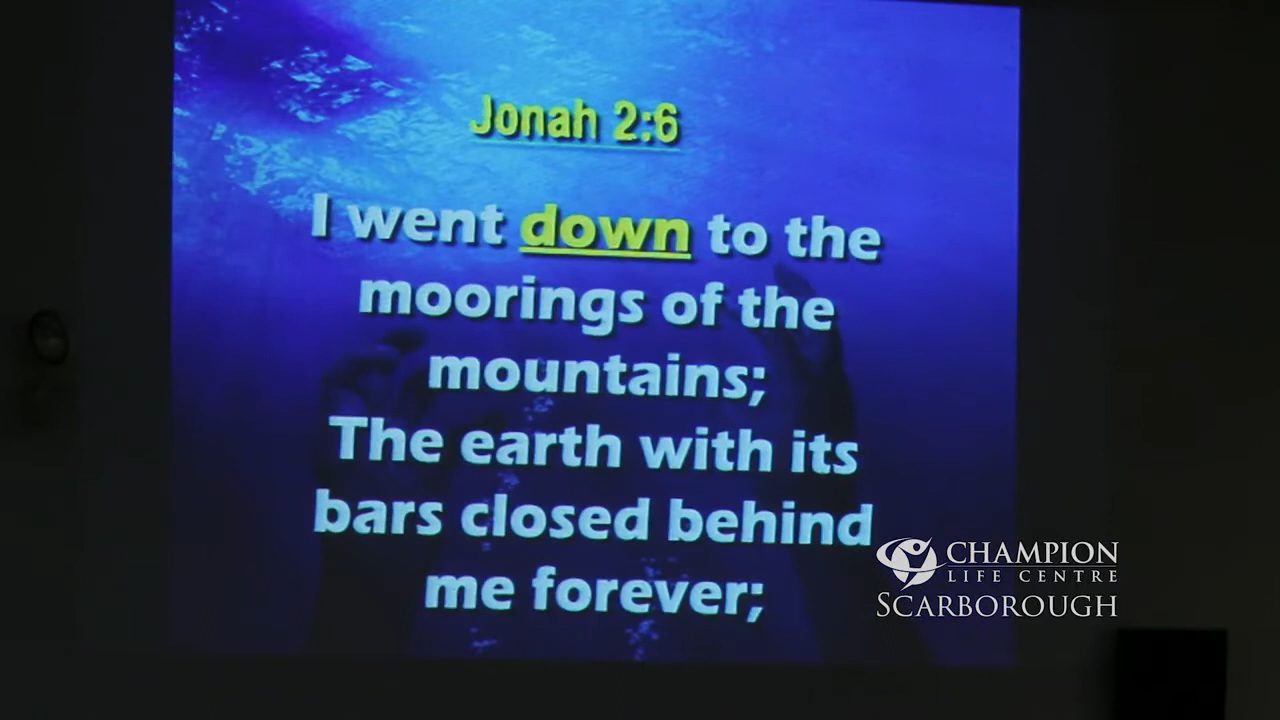 Jonah 2:6
I went down to the
moorings of the
mountains;
The earth with its
bars closed behind
me forever;
CHAMPION
LIFE CENTRE
SCARBOROUGH